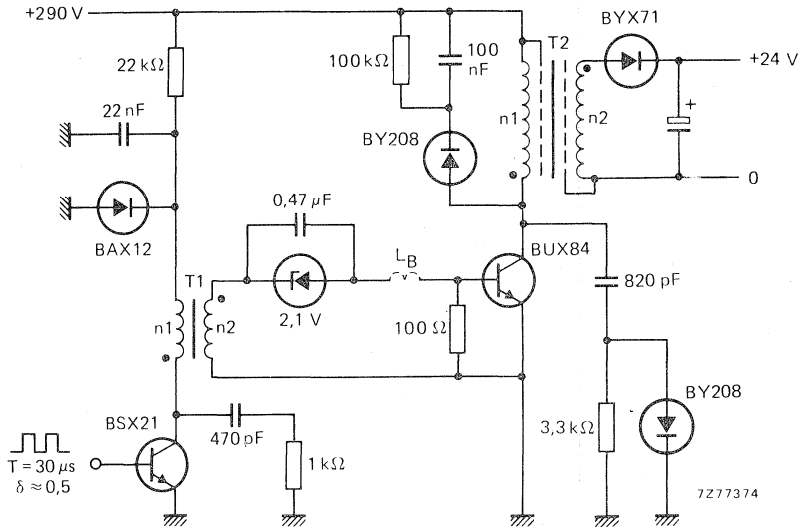 +290 V
22 kΩ
22 nF
BAX12
100 kΩ
100
nF
BY208
T2
n1
n2
BYX71
+24 V
+
0
0,47 µF
2,1 V
LB
T1
n1
n2
BUX84
100 Ω
820 pF
BSX21
470 pF
1 kΩ
3,3 kΩ
BY208
T = 30 µs
δ ≈ 0,5
7Z77374